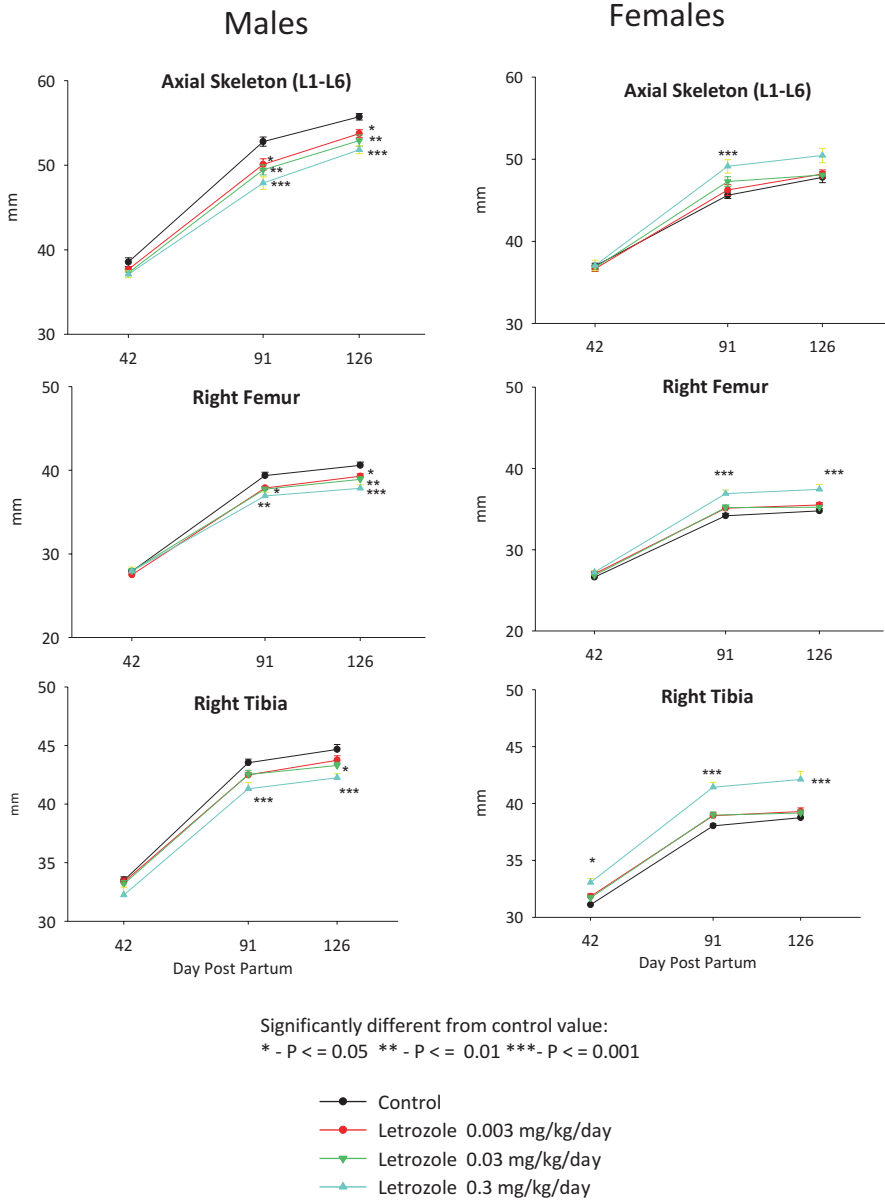 Males
Females
Axial Skeleton (L1-L6)
60
50
40
30
mm
*
**
***
*
**
***
42
91
126
Axial Skeleton (L1-L6)
60
50
40
30
mm
***
42
91
126
Right Femur
50
40
30
20
mm
*
**
*
**
***
42
91
126
Right Femur
50
40
30
20
mm
***
***
42
91
126
Right Tibia
50
45
40
35
30
mm
***
*
***
42
91
126
Day Post Partum
Right Tibia
50
45
40
35
30
mm
*
***
***
42
91
126
Day Post Partum
Significantly different from control value:
* - P < = 0.05 ** - P < = 0.01 ***- P < = 0.001
Control
Letrozole 0.003 mg/kg/day
Letrozole 0.03 mg/kg/day
Letrozole 0.3 mg/kg/day